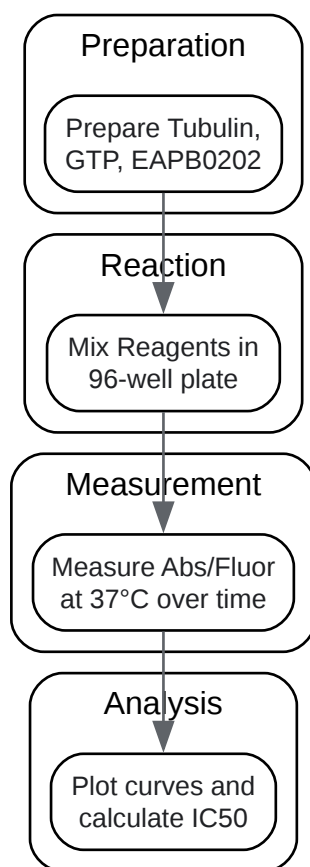 Preparation
Prepare Tubulin,
GTP, EAPB0202
Reaction
Mix Reagents in
96-well plate
Measurement
Measure Abs/Fluor
at 37°C over time
Analysis
Plot curves and
calculate IC50